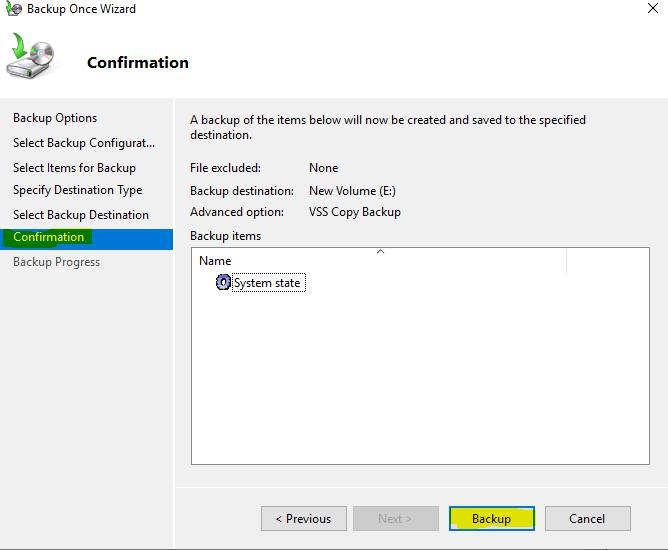 Backup Once Wizard
Confirmation
Backup Options
Select Backup Configurat...
Select Items for Backup
Specify Destination Type
Select Backup Destination
Confirmation
Backup Progress
A backup of the items below will now be created and saved to the specified
destination.
File excluded: None
Backup destination: New Volume (E:)
Advanced option: VSS Copy Backup
Backup items
Name
System state
< Previous
Next >
Backup
Cancel